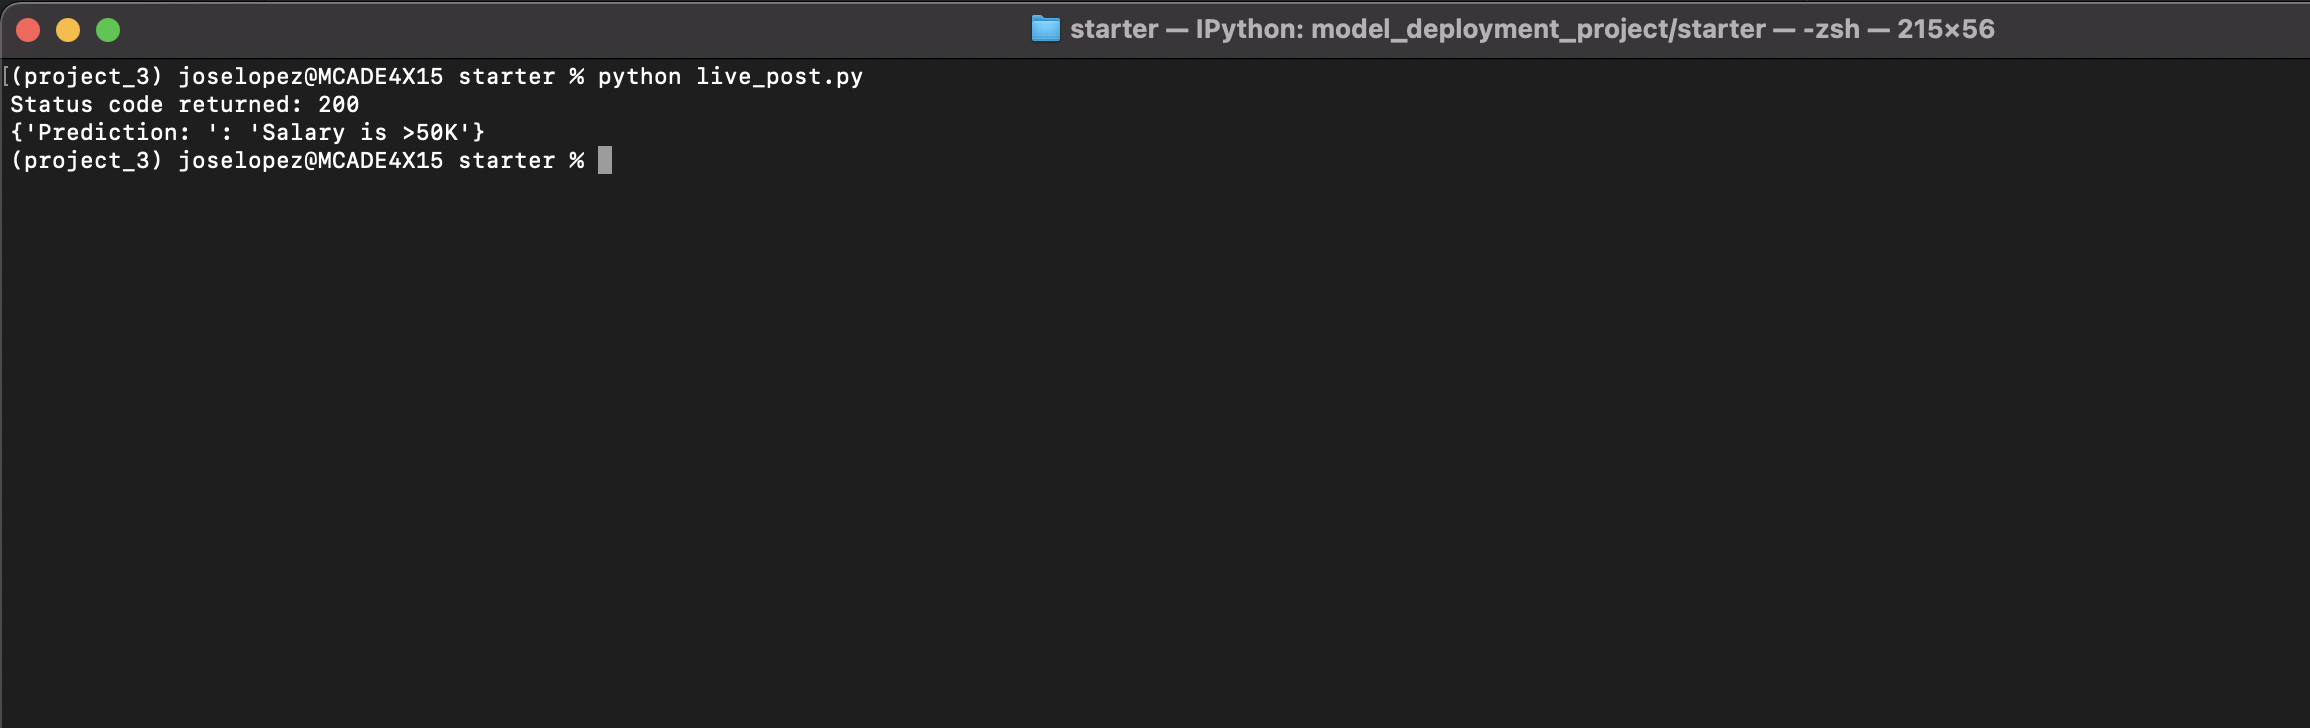 starter — IPython: model_deployment_project/starter — -zsh — 215×56
[(project_3) joselopez@MCADE4X15 starter % python live_post.py
Status code returned: 200
{'Prediction: ': 'Salary is >50K'}
(project_3) joselopez@MCADE4X15 starter %